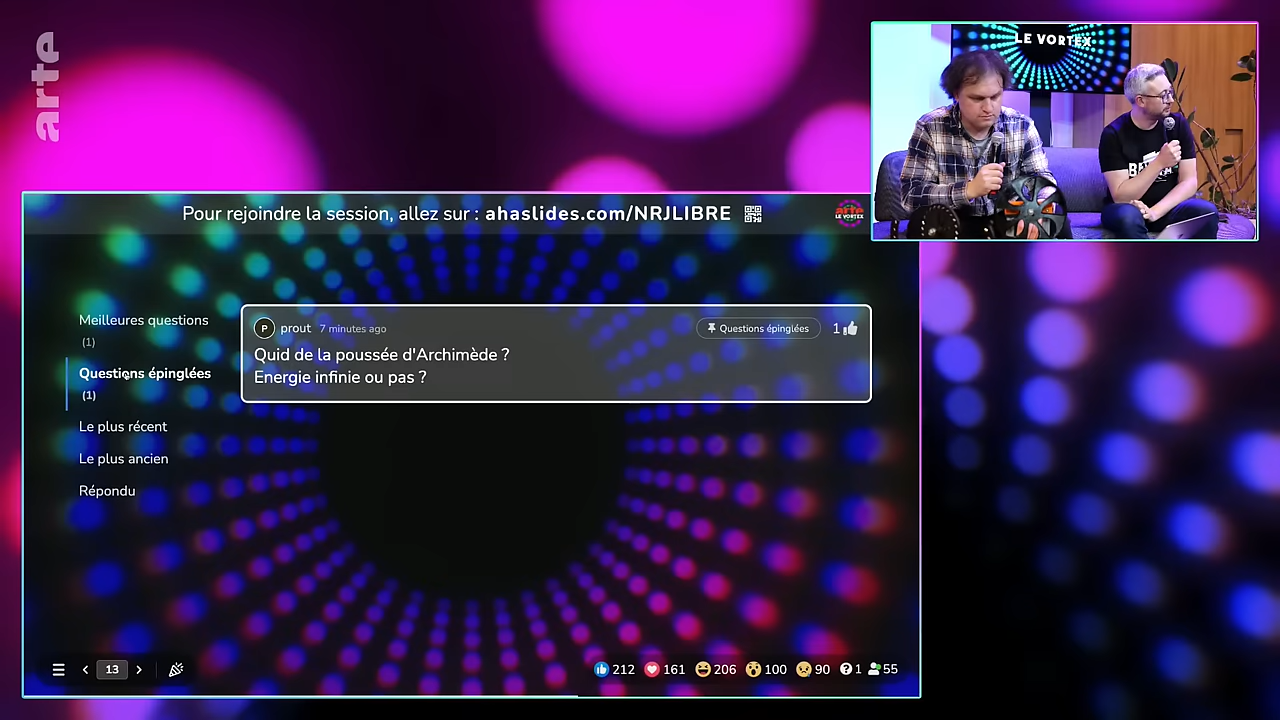 arte
LE VORTEX
Pour rejoindre la session, allez sur : ahaslides.com/NRJLIBRE
arte
LE VORTEX
Meilleures questions
(1)
Questions épinglées
(1)
Le plus récent
Le plus ancien
Répondu
P prout 7 minutes ago
Questions épinglées
1
Quid de la poussée d'Archimède ?
Energie infinie ou pas ?
13
212 161 206 100 90 1 55